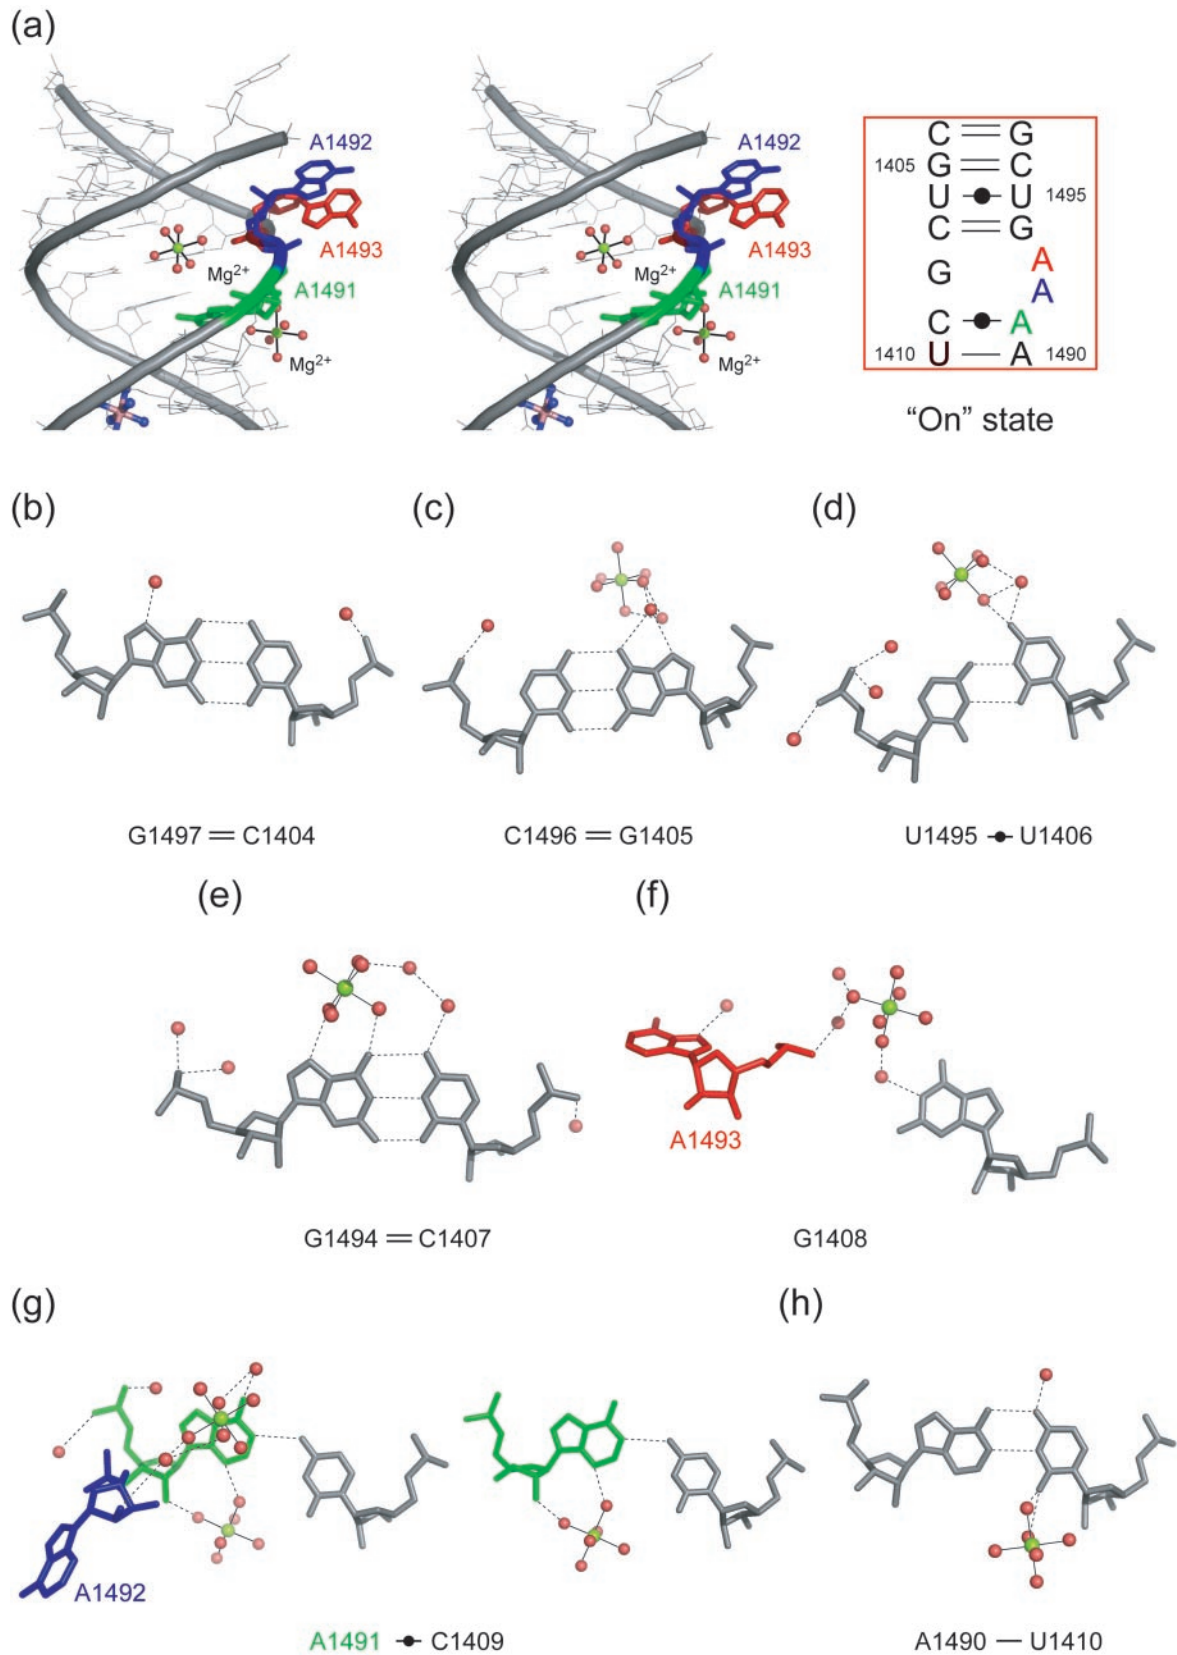 (a)
A1492
A1493
Mg2+
A1491
Mg2+
A1492
A1493
Mg2+
A1491
Mg2+
C G
1405 G C
U U 1495
C G
A
G
A
C A
1410 U A 1490
“On” state
(b)
(c)
(d)
G1497 C1404
C1496 G1405
U1495 U1406
(e)
(f)
A1493
G1494 C1407
G1408
(g)
(h)
A1492
A1491 C1409
A1490 — U1410